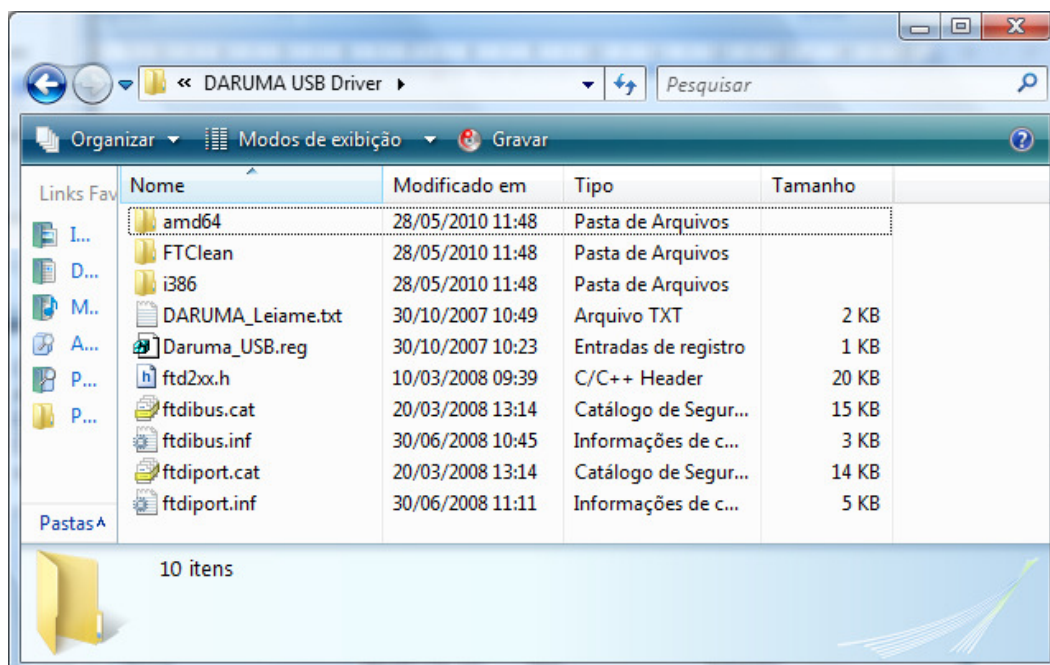 « DARUMA USB Driver
Pesquisar
Organizar Modos de exibição Gravar
Links Fav Nome Modificado em Tipo Tamanho
I... amd64 28/05/2010 11:48 Pasta de Arquivos
FTClean 28/05/2010 11:48 Pasta de Arquivos
D... i386 28/05/2010 11:48 Pasta de Arquivos
M.. DARUMA_Leiame.txt 30/10/2007 10:49 Arquivo TXT 2 KB
A... Daruma_USB.reg 30/10/2007 10:23 Entradas de registro 1 KB
P... ftd2xx.h 10/03/2008 09:39 C/C++ Header 20 KB
P... ftdibus.cat 20/03/2008 13:14 Catálogo de Segur... 15 KB
ftdibus.inf 30/06/2008 10:45 Informações de c... 3 KB
ftdiport.cat 20/03/2008 13:14 Catálogo de Segur... 14 KB
ftdiport.inf 30/06/2008 11:11 Informações de c... 5 KB
Pastas
10 itens